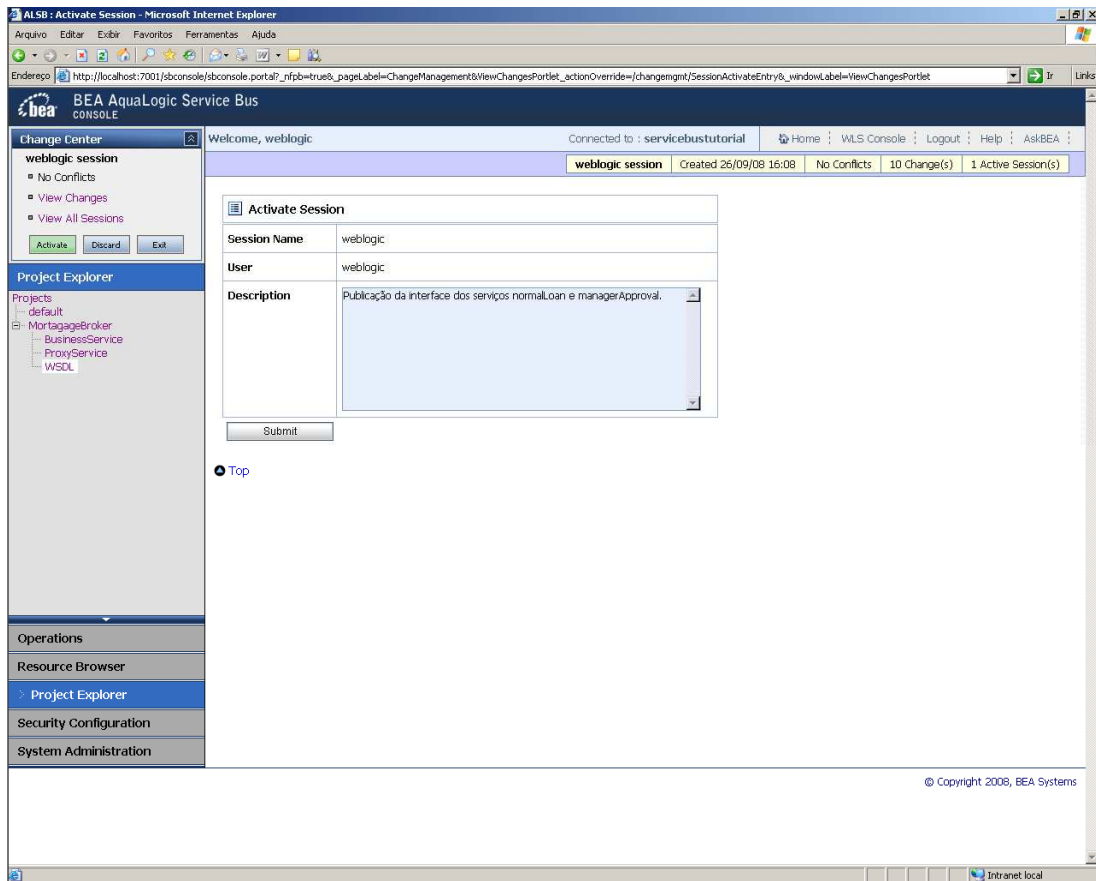 ALSB : Activate Session - Microsoft Internet Explorer
Arquivo Editar Exibir Favoritos Ferramentas Ajuda
Endereço http://localhost:7001/sbconsole/sbconsole.portal?_nfpb=true&_pageLabel=ChangeManagement&ViewChangesPortlet_actionOverride=/changemgmt/SessionActivateEntry&_windowLabel=ViewChangesPortlet Ir Links
bea BEA AquaLogic Service Bus
CONSOLE
Change Center
weblogic session
No Conflicts
View Changes
View All Sessions
Activate Discard Exit
Project Explorer
Projects
default
MortagageBroker
BusinessService
ProxyService
WSDL
Operations
Resource Browser
Project Explorer
Security Configuration
System Administration
Welcome, weblogic Connected to : servicebustutorial Home WLS Console Logout Help AskBEA
weblogic session Created 26/09/08 16:08 No Conflicts 10 Change(s) 1 Active Session(s)
Activate Session
Session Name weblogic
User weblogic
Description Publicação da interface dos serviços normalLoan e managerApproval.
Submit
Top
© Copyright 2008, BEA Systems
Intranet local